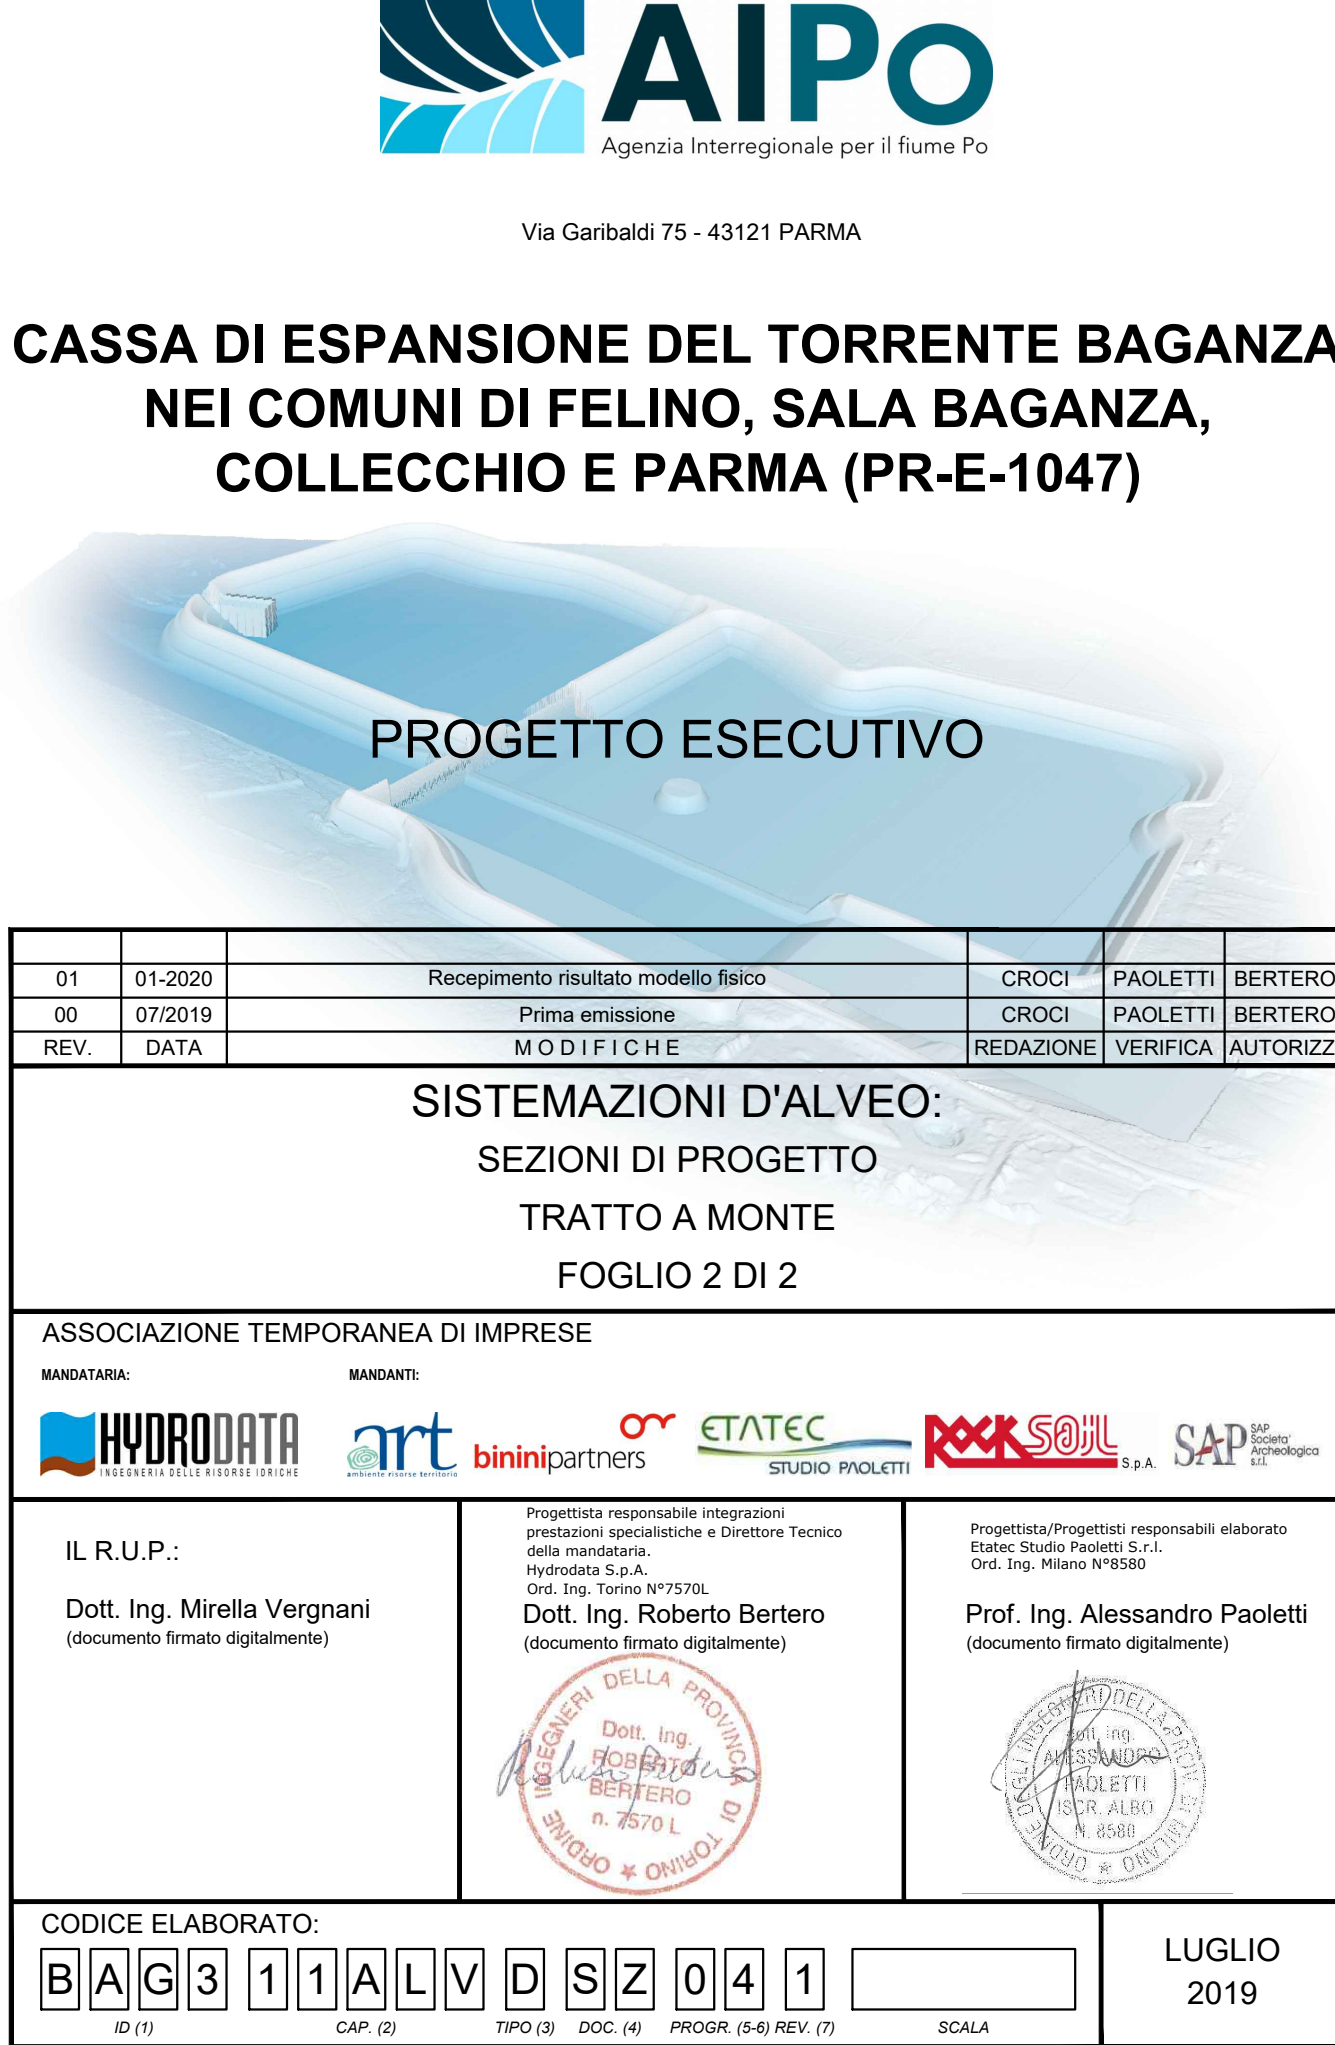 AIPo
Agenzia Interregionale per il fiume Po
Via Garibaldi 75 - 43121 PARMA
CASSA DI ESPANSIONE DEL TORRENTE BAGANZA
NEI COMUNI DI FELINO, SALA BAGANZA,
COLLECCHIO E PARMA (PR-E-1047)
PROGETTO ESECUTIVO
01 01-2020 Recepimento risultato modello fisico CROCI PAOLETTI BERTERO
00 07/2019 Prima emissione CROCI PAOLETTI BERTERO
REV. DATA M O D I F I C H E REDAZIONE VERIFICA AUTORIZZ
SISTEMAZIONI D'ALVEO:
SEZIONI DI PROGETTO
TRATTO A MONTE
FOGLIO 2 DI 2
ASSOCIAZIONE TEMPORANEA DI IMPRESE
MANDATARIA: MANDANTI:
HYDRODATA
INGEGNERIA DELLE RISORSE IDRICHE
art
ambiente risorse territorio
bininipartners
ETATEC
STUDIO PAOLETTI
ROCKSOIL
S.p.A.
SAP
SAP
Societa'
Archeologica
s.r.l.
IL R.U.P.:
Dott. Ing. Mirella Vergnani
(documento firmato digitalmente)
Progettista responsabile integrazioni
prestazioni specialistiche e Direttore Tecnico
della mandataria.
Hydrodata S.p.A.
Ord. Ing. Torino N°7570L
Dott. Ing. Roberto Bertero
(documento firmato digitalmente)
ORDINE INGEGNERI DELLA PROVINCIA DI TORINO
Dott. Ing.
ROBERTO
BERTERO
n. 7570 L
Progettista/Progettisti responsabili elaborato
Etatec Studio Paoletti S.r.l.
Ord. Ing. Milano N°8580
Prof. Ing. Alessandro Paoletti
(documento firmato digitalmente)
ORDINE DEGLI INGEGNERI DELLA PROV. DI MILANO
dott. ing.
ALESSANDRO
PAOLETTI
ISCR. ALBO
N. 8580
CODICE ELABORATO:
B A G 3 1 1 A L V D S Z 0 4 1
ID (1) CAP. (2) TIPO (3) DOC. (4) PROGR. (5-6) REV. (7) SCALA
LUGLIO
2019